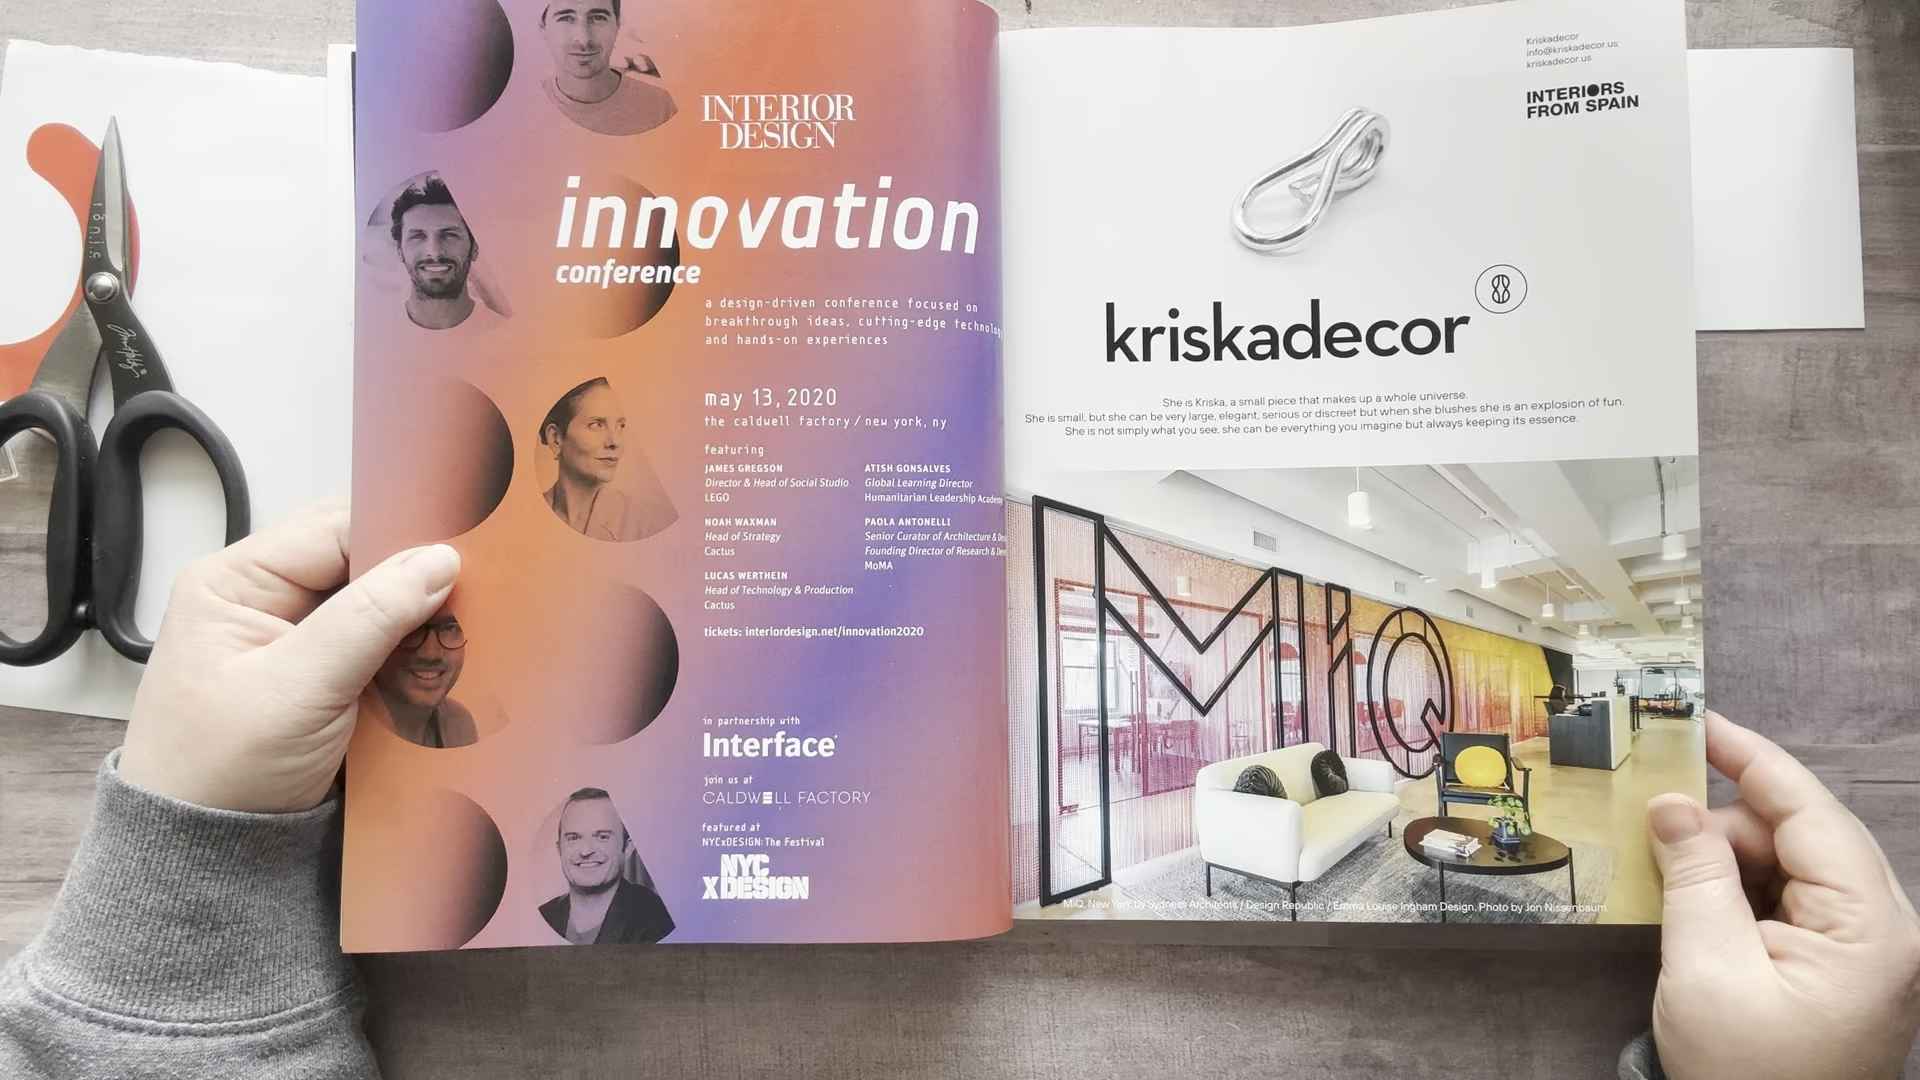 INTERIOR
DESIGN
innovation
conference
a design-driven conference focused on
breakthrough ideas, cutting-edge
and hands-on experiences
may 13, 2020
the caldwell factory / new york, ny
featuring
JAMES GREGSON
Director & Head of Social Studio
LEGO
NOAH WAXMAN
Head of Strategy
Cactus
LUCAS WERTHEIN
Head of Technology & Production
Cactus
ATISH GONSALVES
Global Learning Director
Humanitarian Leadership Academy
PAOLA ANTONELLI
Senior Curator of Architecture &
Founding Director of Research &
MoMA
tickets: interiordesign.net/innovation2020
in partnership with
Interface®
join us at
CALDWELL FACTORY
featured at
NYCxDESIGN: The Festival
NYC
XDESIGN
Kriskadecor
info@kriskadecor.us
kriskadecor.us
INTERIORS
FROM SPAIN
kriskadecor
She is Kriska, a small piece that makes up a whole universe.
She is small, but she can be very large, elegant, serious or discreet but when she blushes she is an explosion of fun.
She is not simply what you see, she can be everything you imagine but always keeping its essence.
MiQ
MiQ, New York by Sydness Architects / Design Republic / Emma Louise Ingham Design. Photo by Jon Nissenbaum.
tonic